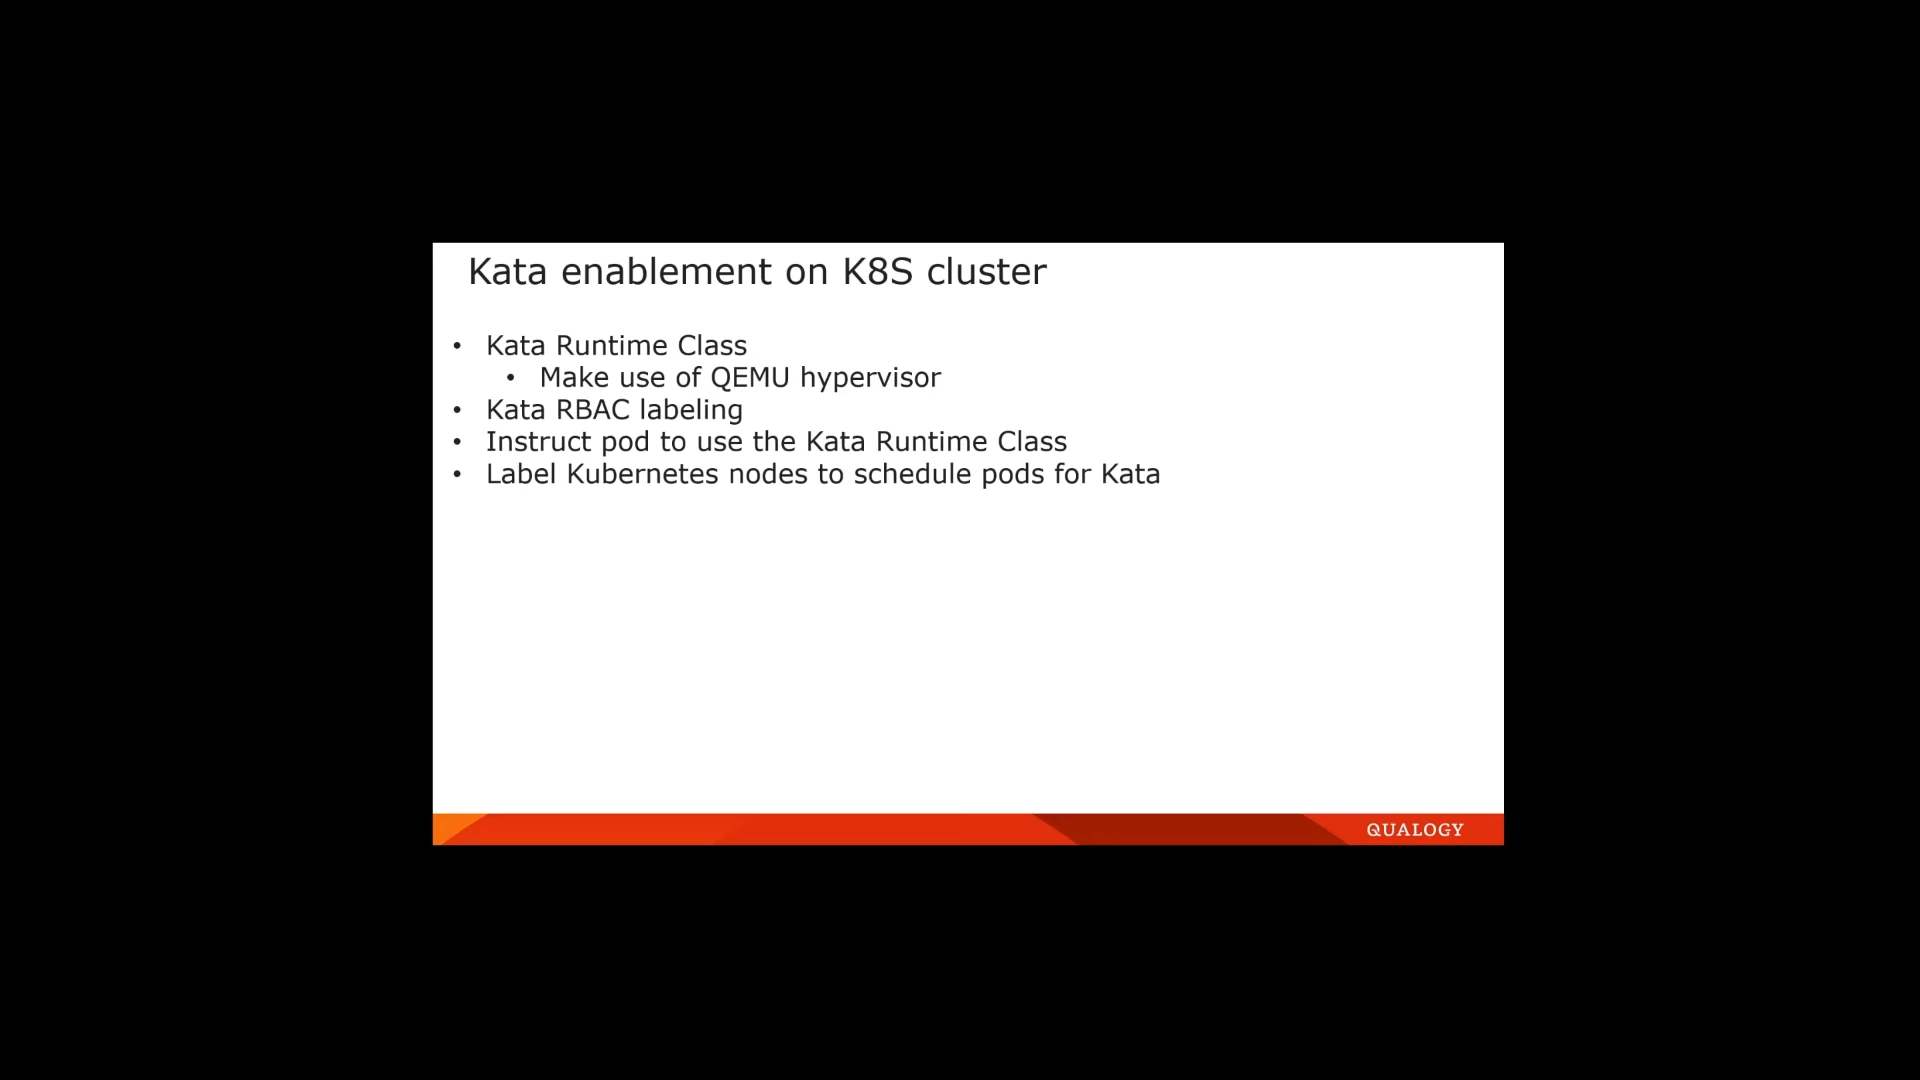 Kata enablement on K8S cluster
• Kata Runtime Class
• Make use of QEMU hypervisor
• Kata RBAC labeling
• Instruct pod to use the Kata Runtime Class
• Label Kubernetes nodes to schedule pods for Kata
QUALOGY